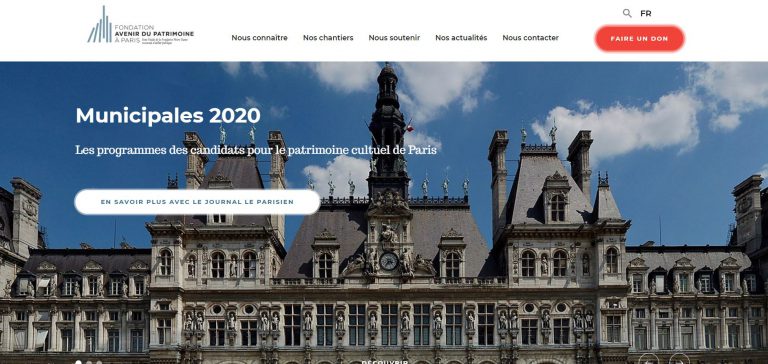 FR
FONDATION
AVENIR DU PATRIMOINE
À PARIS
Nous connaître Nos chantiers Nous soutenir Nos actualités Nous contacter
FAIRE UN DON
Municipales 2020
Les programmes des candidats pour le patrimoine cultuel de Paris
EN SAVOIR PLUS AVEC LE JOURNAL LE PARISIEN
DÉCOUVRIR